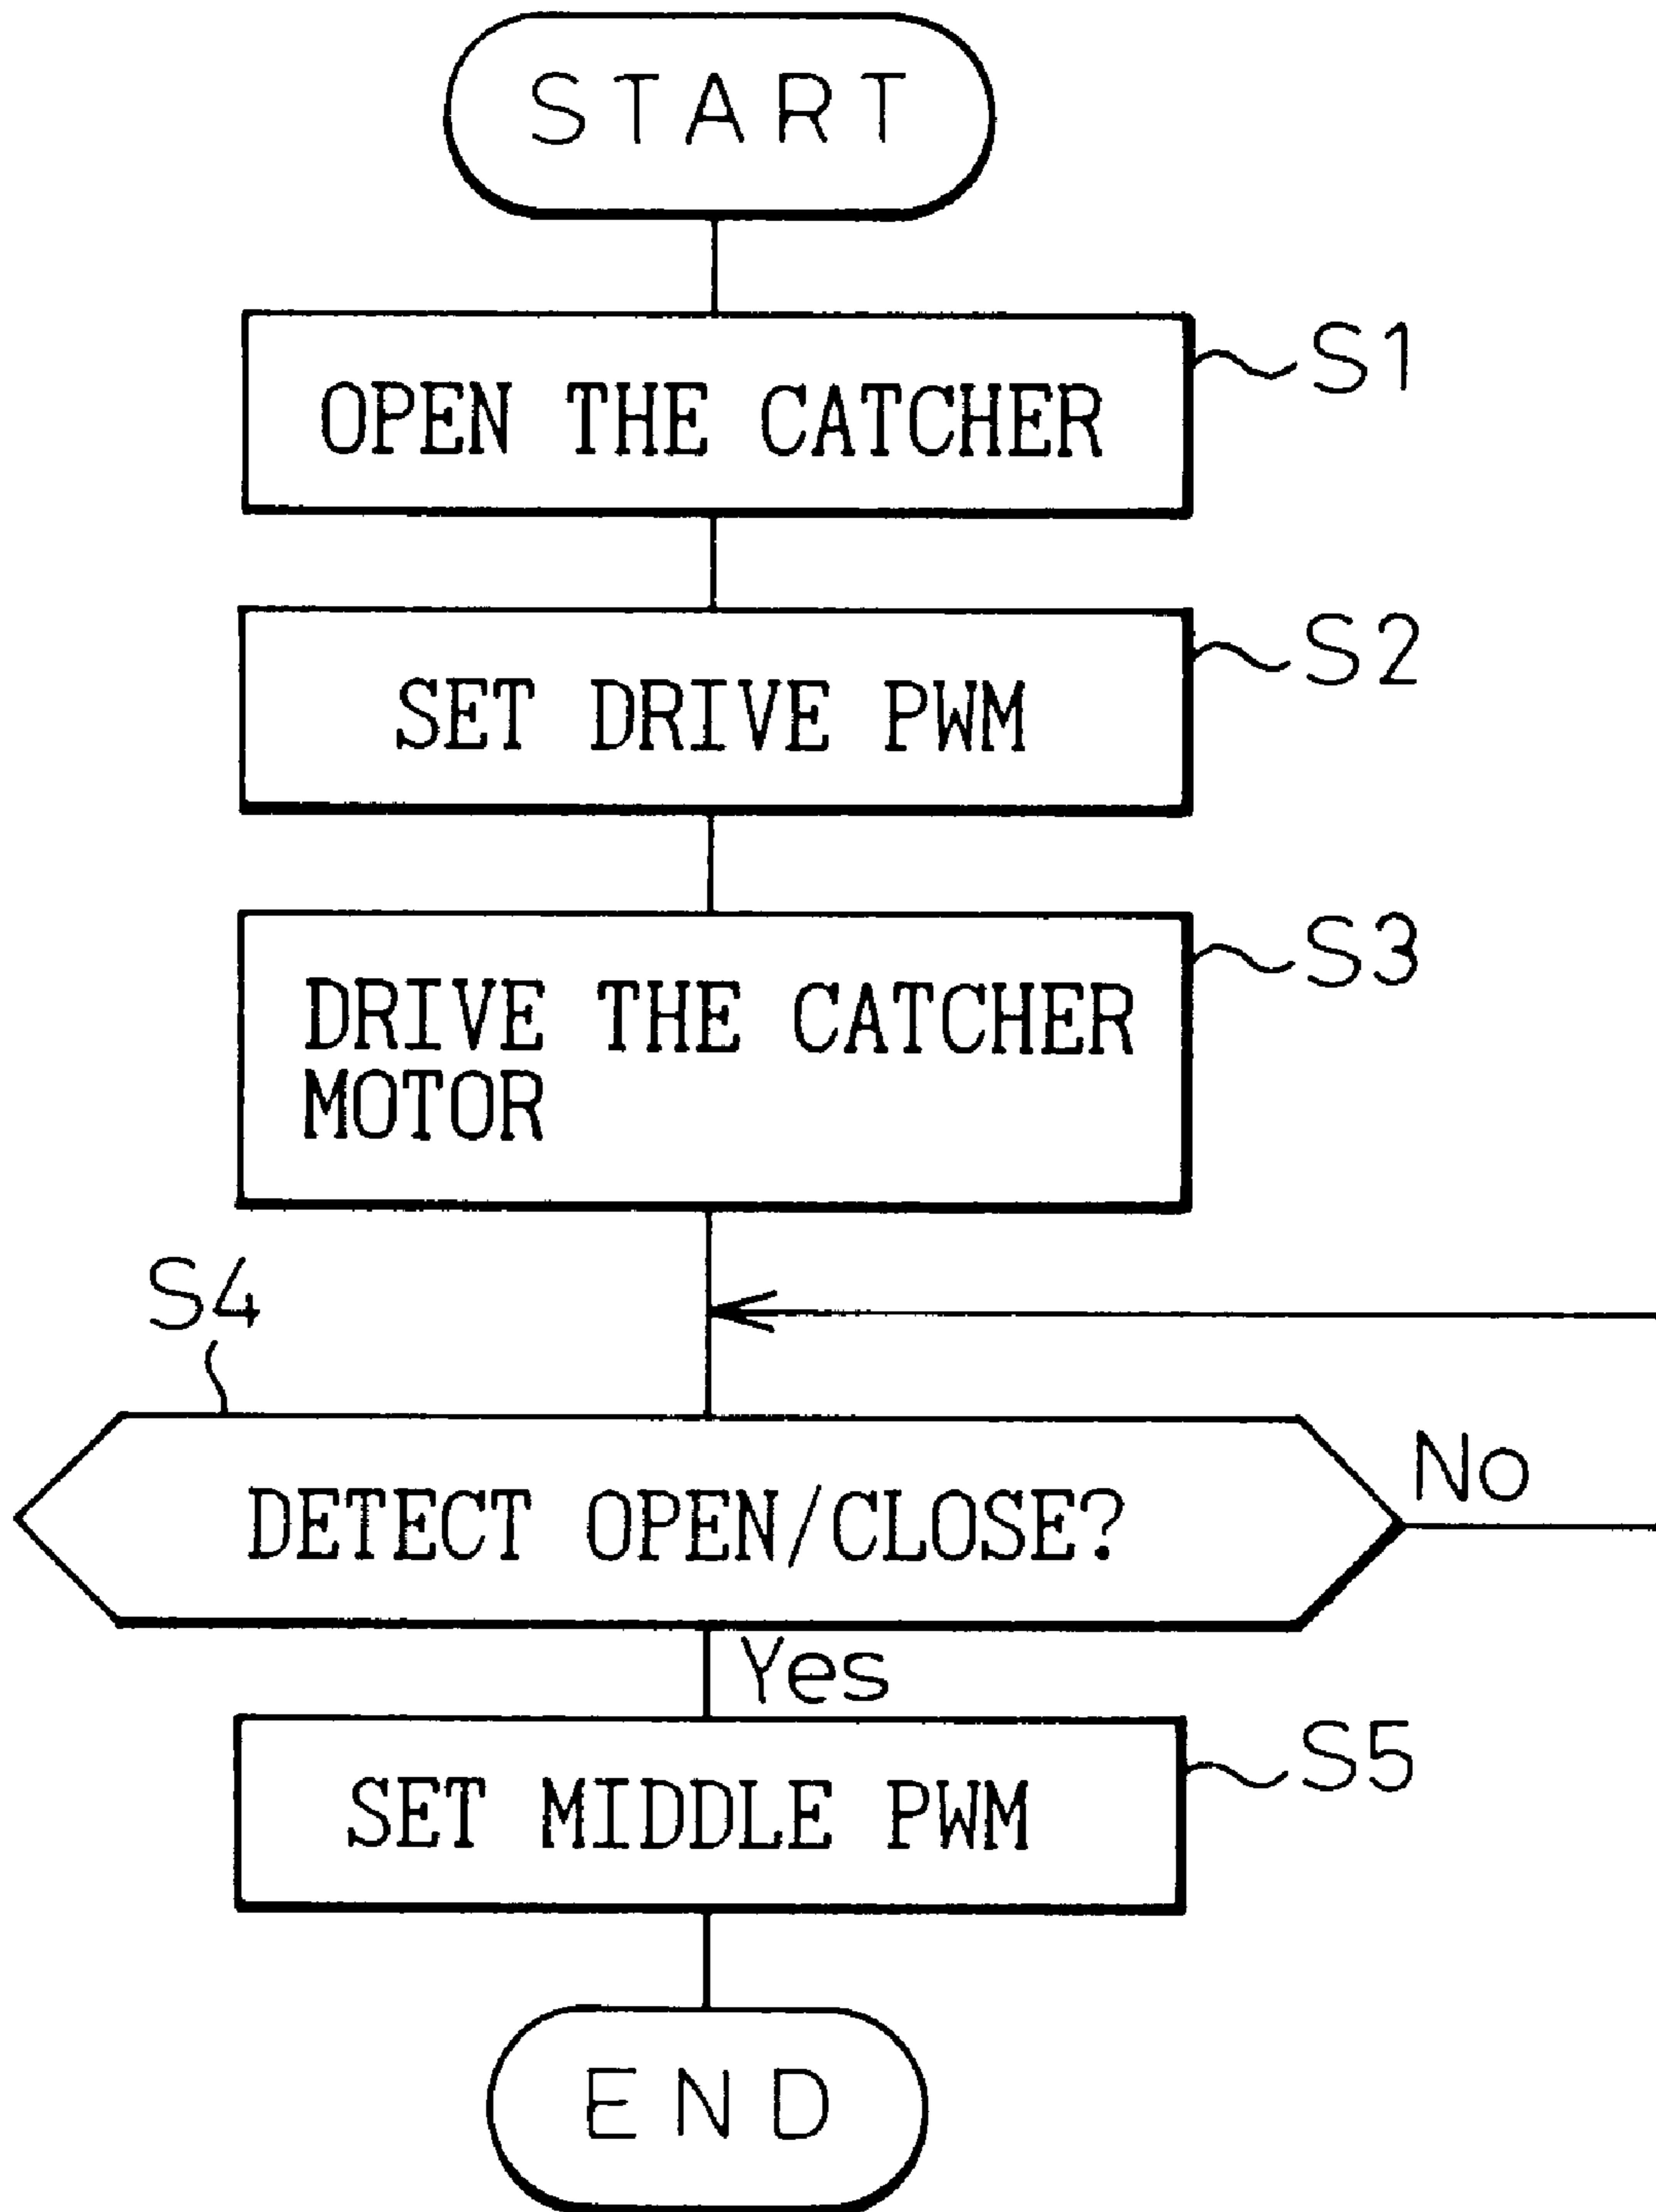 START
OPEN THE CATCHER
S1
SET DRIVE PWM
S2
DRIVE THE CATCHER
MOTOR
S3
S4
DETECT OPEN/CLOSE?
No
Yes
SET MIDDLE PWM
S5
END